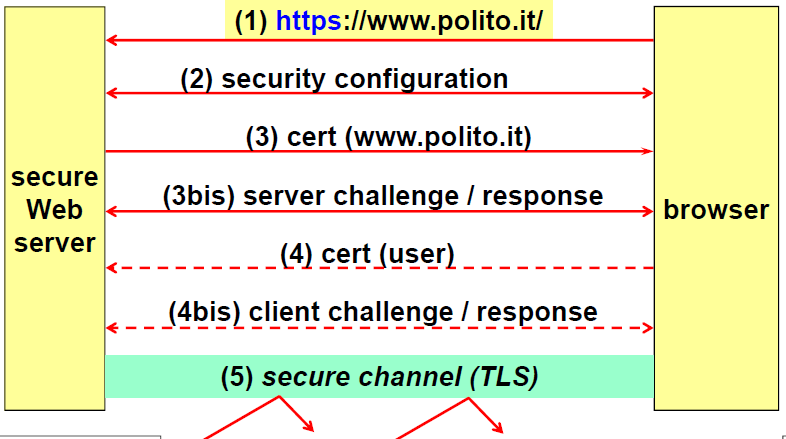 (1) https://www.polito.it/
(2) security configuration
(3) cert (www.polito.it)
secure
Web
server
(3bis) server challenge / response
browser
(4) cert (user)
(4bis) client challenge / response
(5) secure channel (TLS)